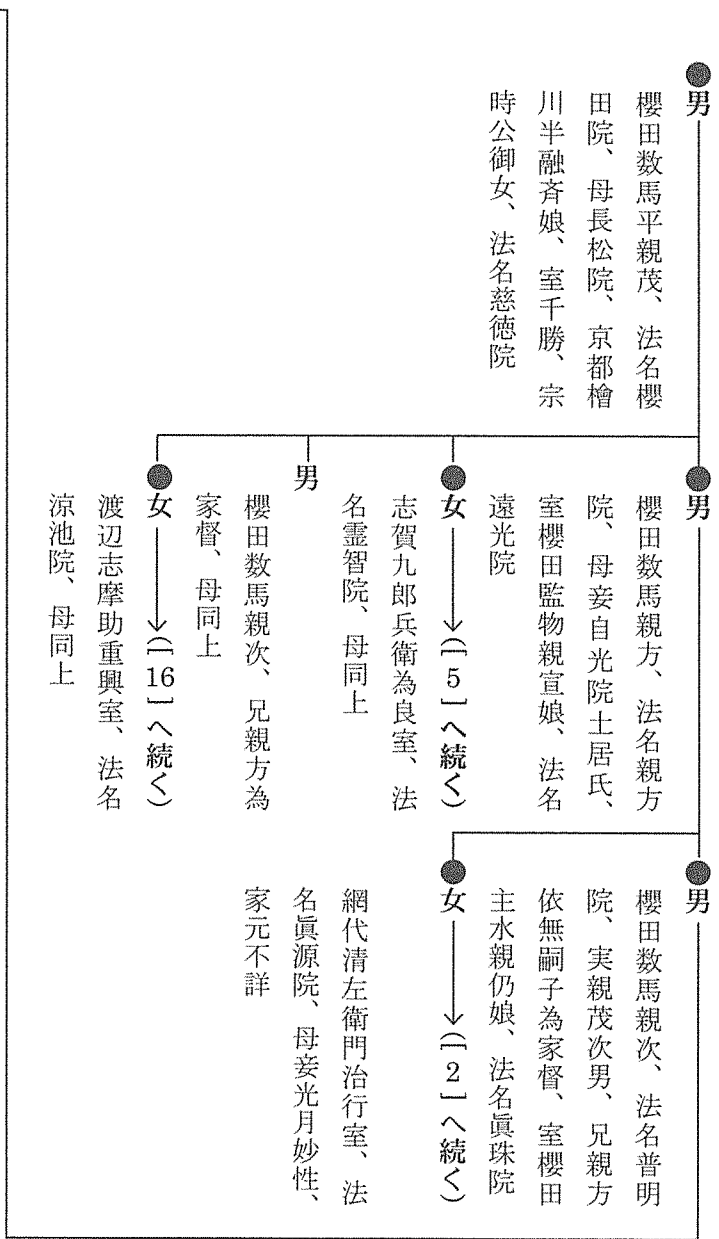 ●男
櫻田数馬平親茂、法名櫻
田院、母長松院、京都檜
川半融斉娘、室千勝、宗
時公御女、法名慈徳院
●男
櫻田数馬親方、法名親方
院、母妾自光院土居氏、
室櫻田監物親宣娘、法名
遠光院
●女→(［5］へ続く)
志賀九郎兵衛為良室、法
名霊智院、母同上
男
櫻田数馬親次、兄親方為
家督、母同上
●女→(［16］へ続く)
渡辺志摩助重興室、法名
涼池院、母同上
●男
櫻田数馬親次、法名普明
院、実親茂次男、兄親方
依無嗣子為家督、室櫻田
主水親仍娘、法名眞珠院
●女→(［2］へ続く)
網代清左衛門治行室、法
名眞源院、母妾光月妙性、
家元不詳